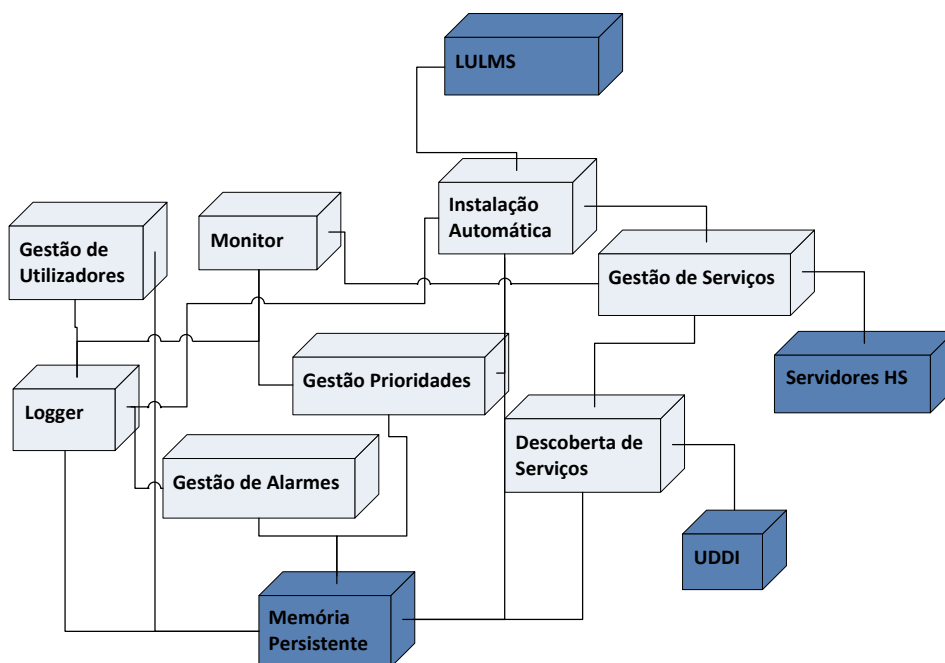 LULMS
Instalação
Automática
Gestão de
Utilizadores
Monitor
Gestão de Serviços
Servidores HS
Gestão Prioridades
Logger
Descoberta de
Serviços
Gestão de Alarmes
UDDI
Memória
Persistente